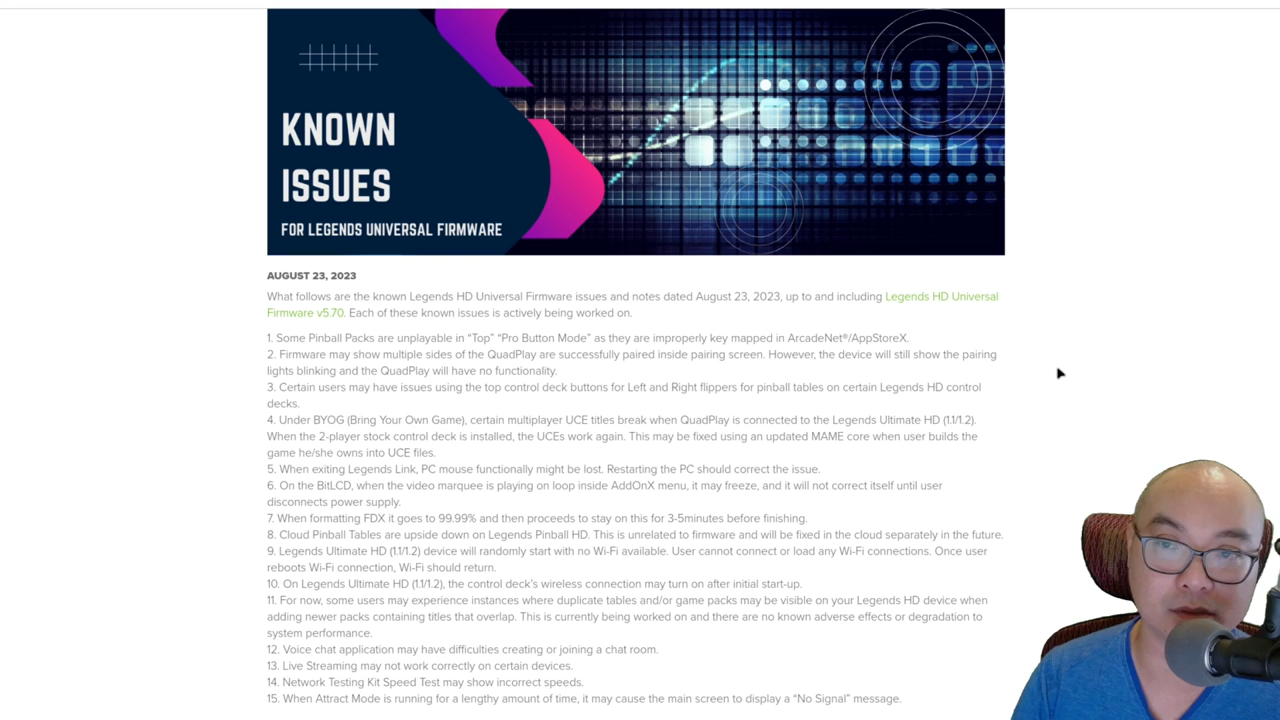 KNOWN
ISSUES
FOR LEGENDS UNIVERSAL FIRMWARE
AUGUST 23, 2023
What follows are the known Legends HD Universal Firmware issues and notes dated August 23, 2023, up to and including Legends HD Universal
Firmware v5.70. Each of these known issues is actively being worked on.
1. Some Pinball Packs are unplayable in “Top” “Pro Button Mode” as they are improperly key mapped in ArcadeNet®/AppStoreX.
2. Firmware may show multiple sides of the QuadPlay are successfully paired inside pairing screen. However, the device will still show the pairing
lights blinking and the QuadPlay will have no functionality.
3. Certain users may have issues using the top control deck buttons for Left and Right flippers for pinball tables on certain Legends HD control
decks.
4. Under BYOG (Bring Your Own Game), certain multiplayer UCE titles break when QuadPlay is connected to the Legends Ultimate HD (1.1/1.2).
When the 2-player stock control deck is installed, the UCEs work again. This may be fixed using an updated MAME core when user builds the
game he/she owns into UCE files.
5. When exiting Legends Link, PC mouse functionally might be lost. Restarting the PC should correct the issue.
6. On the BitLCD, when the video marquee is playing on loop inside AddOnX menu, it may freeze, and it will not correct itself until user
disconnects power supply.
7. When formatting FDX it goes to 99.99% and then proceeds to stay on this for 3-5minutes before finishing.
8. Cloud Pinball Tables are upside down on Legends Pinball HD. This is unrelated to firmware and will be fixed in the cloud separately in the future.
9. Legends Ultimate HD (1.1/1.2) device will randomly start with no Wi-Fi available. User cannot connect or load any Wi-Fi connections. Once user
reboots Wi-Fi connection, Wi-Fi should return.
10. On Legends Ultimate HD (1.1/1.2), the control deck’s wireless connection may turn on after initial start-up.
11. For now, some users may experience instances where duplicate tables and/or game packs may be visible on your Legends HD device when
adding newer packs containing titles that overlap. This is currently being worked on and there are no known adverse effects or degradation to
system performance.
12. Voice chat application may have difficulties creating or joining a chat room.
13. Live Streaming may not work correctly on certain devices.
14. Network Testing Kit Speed Test may show incorrect speeds.
15. When Attract Mode is running for a lengthy amount of time, it may cause the main screen to display a “No Signal” message.